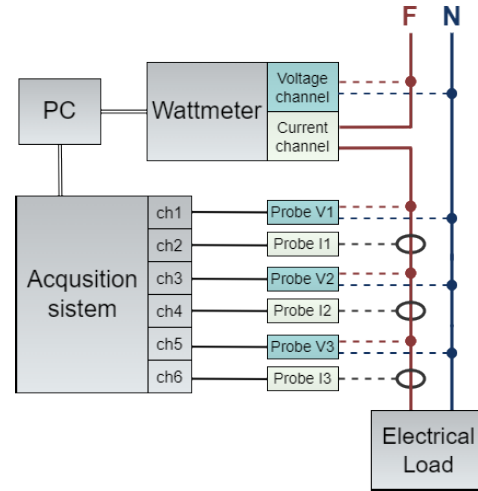 F N
Voltage
channel
PC
Wattmeter
Current
channel
ch1
Probe V1
ch2
Probe I1
Acqusition
sistem
ch3
Probe V2
ch4
Probe I2
ch5
Probe V3
ch6
Probe I3
Electrical
Load